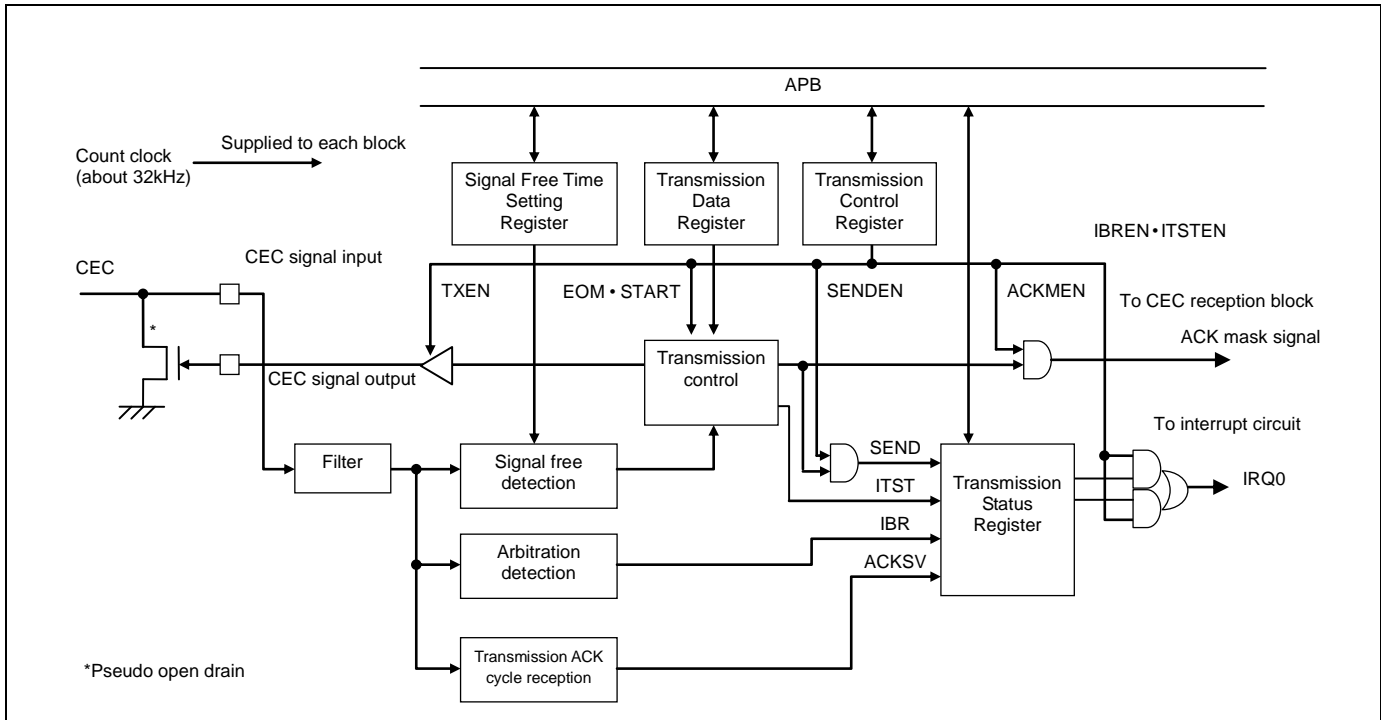 APB
Count clock
(about 32kHz)
Supplied to each block
Signal Free Time
Setting
Register
Transmission
Data
Register
Transmission
Control
Register
IBREN•ITSTEN
CEC
CEC signal input
TXEN
EOM•START
SENDEN
ACKMEN
To CEC reception block
ACK mask signal
*
CEC signal output
Transmission
control
To interrupt circuit
Filter
Signal free
detection
SEND
ITST
Transmission
Status
Register
IRQ0
IBR
Arbitration
detection
ACKSV
Transmission ACK
cycle reception
*Pseudo open drain